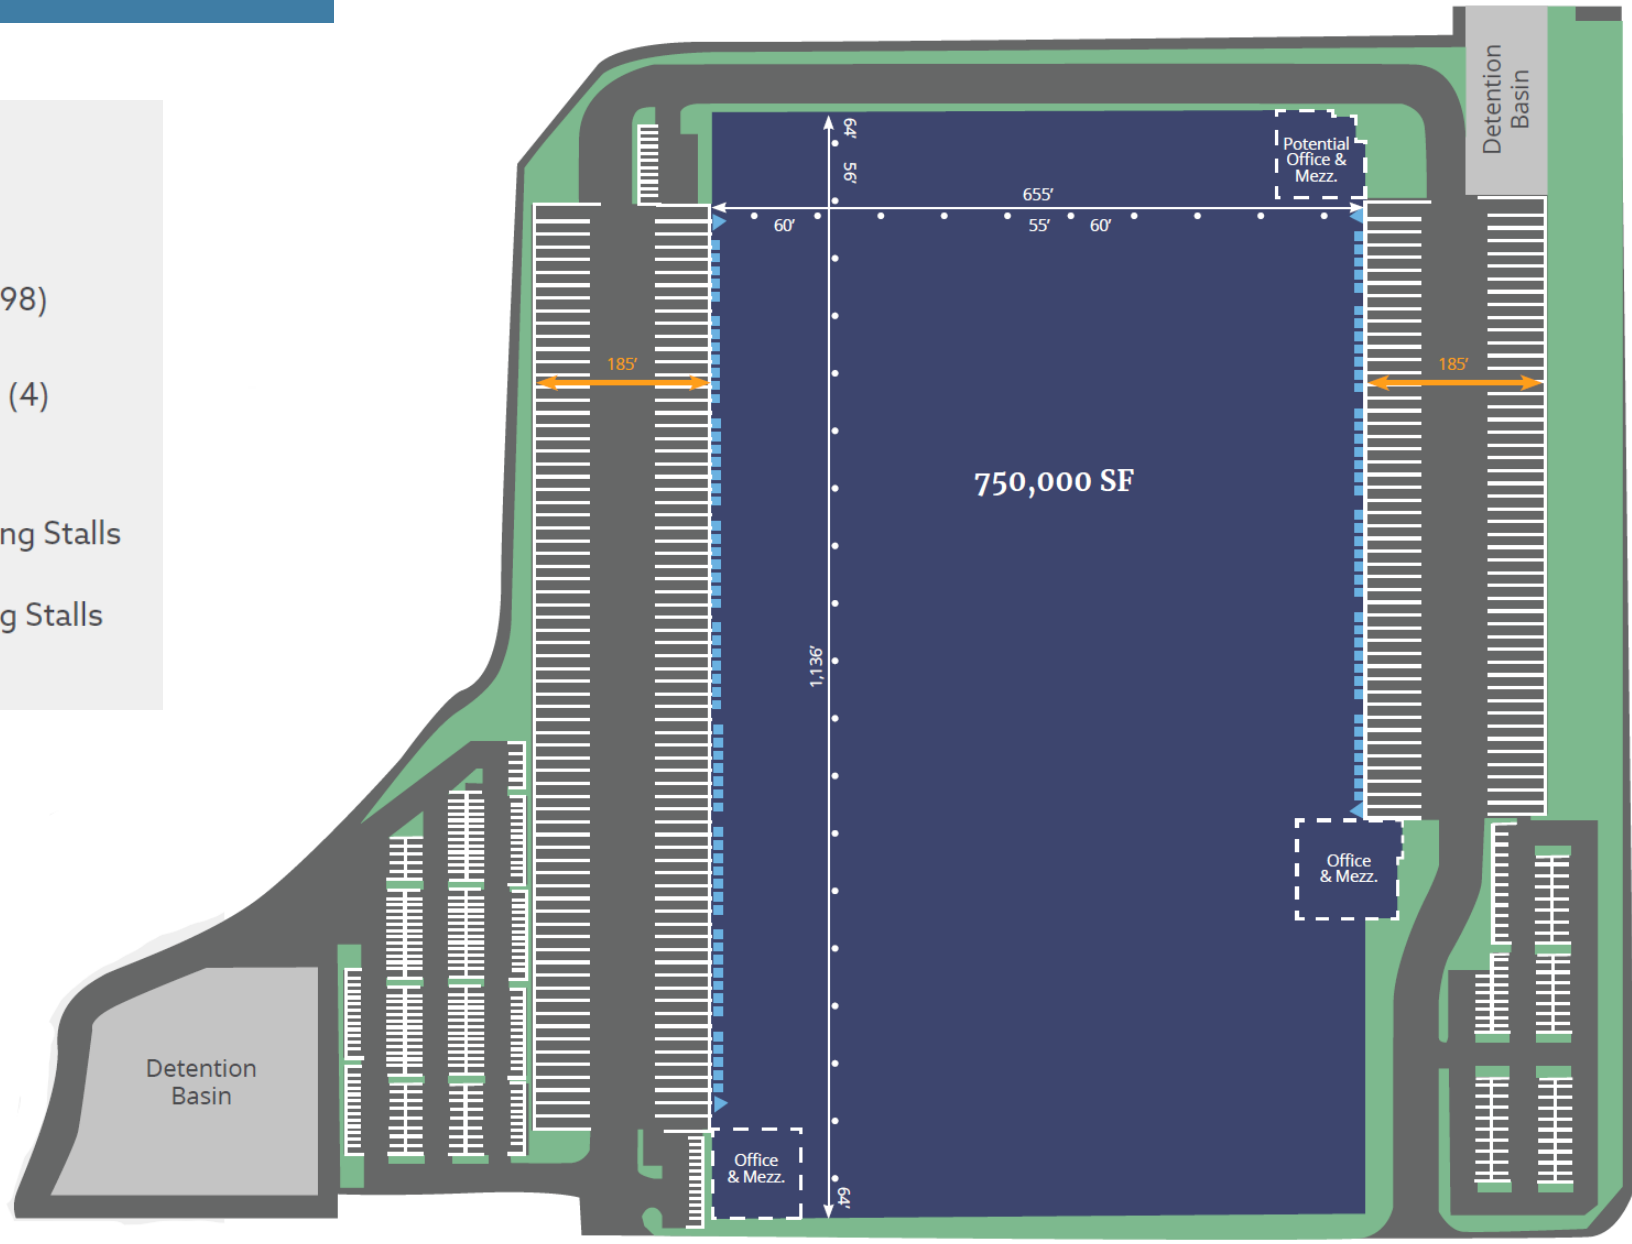 98)
(4)
ng Stalls
g Stalls
Detention
Basin
Potential
Office &
Mezz.
64'
56'
655'
60'
55'
60'
185'
185'
750,000 SF
1,136'
Office
& Mezz.
Detention
Basin
Office
& Mezz.
64'